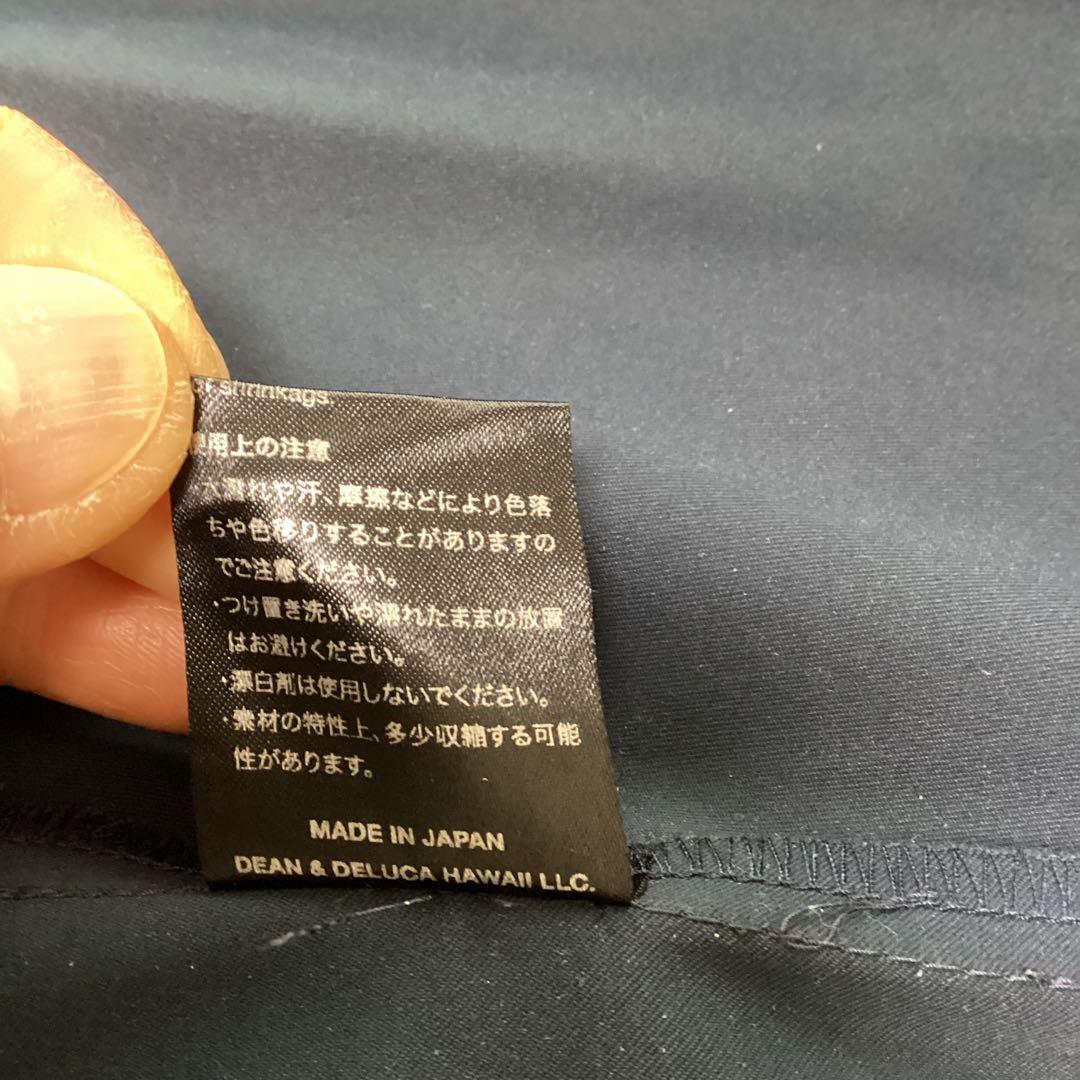 or shrinkags
使用上の注意
水濡れや汗、摩擦などにより色落
ちや色移りすることがありますの
でご注意ください。
・つけ置き洗いや濡れたままの放置
はお避けください。
・漂白剤は使用しないでください。
・素材の特性上、多少収縮する可能
性があります。
MADE IN JAPAN
DEAN & DELUCA HAWAII LLC.